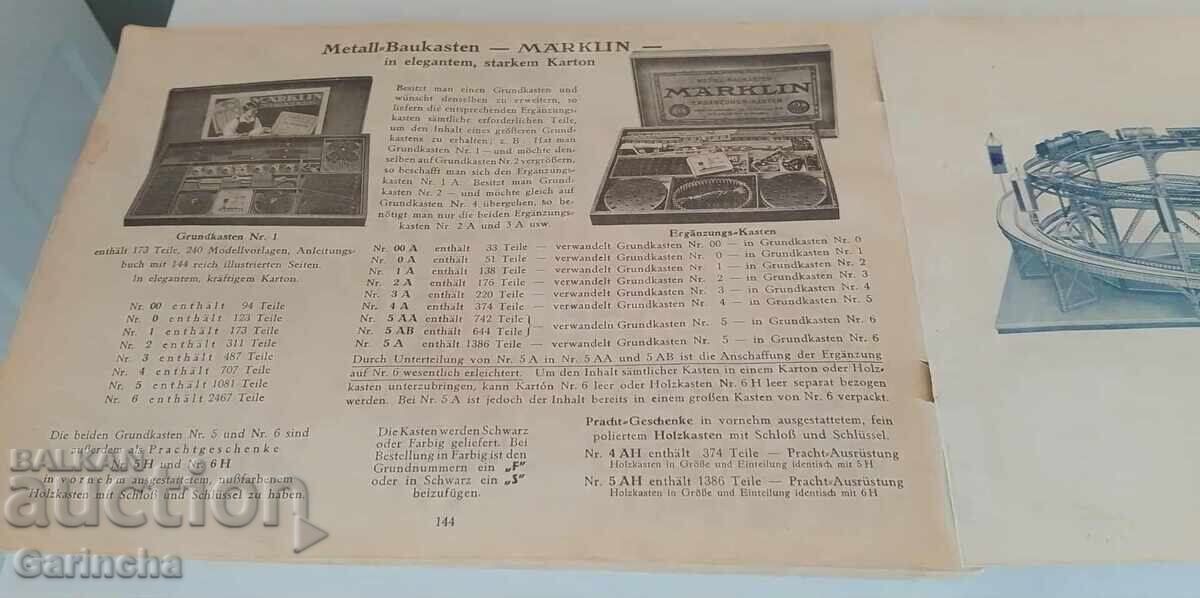 Metall-Baukasten — MÄRKLIN —
in elegantem, starkem Karton
MÄRKLIN
METALL-BAUKASTEN
MÄRKLIN
ERGÄNZUNGS-KASTEN
Besitzt man einen Grundkasten und
wünscht denselben zu erweitern, so
liefern die entsprechenden Ergänzungs-
kasten sämtliche erforderlichen Teile,
um den Inhalt eines größeren Grund-
kastens zu erhalten; z. B. Hat man
Grundkasten Nr. 1 — und möchte den-
selben auf Grundkasten Nr. 2 vergrößern,
so beschafft man sich den Ergänzungs-
kasten Nr. 1 A. Besitzt man Grund-
kasten Nr. 2 — und möchte gleich auf
Grundkasten Nr. 4 übergehen, so be-
nötigt man nur die beiden Ergänzungs-
kasten Nr. 2 A und 3 A usw.
Grundkasten Nr. 1
enthält 173 Teile, 240 Modellvorlagen, Anleitungs-
buch mit 144 reich illustrierten Seiten.
In elegantem, kräftigem Karton.
Nr. 00 enthält 94 Teile
Nr. 0 enthält 123 Teile
Nr. 1 enthält 173 Teile
Nr. 2 enthält 311 Teile
Nr. 3 enthält 487 Teile
Nr. 4 enthält 707 Teile
Nr. 5 enthält 1081 Teile
Nr. 6 enthält 2467 Teile
Ergänzungs-Kasten
Nr. 00 A enthält 33 Teile — verwandelt Grundkasten Nr. 00 — in Grundkasten Nr. 0
Nr. 0 A enthält 51 Teile — verwandelt Grundkasten Nr. 0 — in Grundkasten Nr. 1
Nr. 1 A enthält 138 Teile — verwandelt Grundkasten Nr. 1 — in Grundkasten Nr. 2
Nr. 2 A enthält 176 Teile — verwandelt Grundkasten Nr. 2 — in Grundkasten Nr. 3
Nr. 3 A enthält 220 Teile — verwandelt Grundkasten Nr. 3 — in Grundkasten Nr. 4
Nr. 4 A enthält 374 Teile — verwandelt Grundkasten Nr. 4 — in Grundkasten Nr. 5
Nr. 5 AA enthält 742 Teile
Nr. 5 AB enthält 644 Teile } — verwandeln Grundkasten Nr. 5 — in Grundkasten Nr. 6
Nr. 5 A enthält 1386 Teile — verwandelt Grundkasten Nr. 5 — in Grundkasten Nr. 6
Durch Unterteilung von Nr. 5 A in Nr. 5 AA und 5 AB ist die Anschaffung der Ergänzung
auf Nr. 6 wesentlich erleichtert. Um den Inhalt sämtlicher Kasten in einem Karton oder Holz-
kasten unterzubringen, kann Karton Nr. 6 leer oder Holzkasten Nr. 6 H leer separat bezogen
werden. Bei Nr. 5 A ist jedoch der Inhalt bereits in einem großen Kasten von Nr. 6 verpackt.
Die beiden Grundkasten Nr. 5 und Nr. 6 sind
außerdem als Prachtgeschenke
Nr. 5 H und Nr. 6 H
in vornehm ausgestattetem, nußfarbenem
Holzkasten mit Schloß und Schlüssel zu haben.
Die Kasten werden Schwarz
oder Farbig geliefert. Bei
Bestellung in Farbig ist den
Grundnummern ein „F"
oder in Schwarz ein „S"
beizufügen.
Pracht-Geschenke in vornehm ausgestattetem, fein
poliertem Holzkasten mit Schloß und Schlüssel.
Nr. 4 AH enthält 374 Teile — Pracht-Ausrüstung
Holzkasten in Größe und Einteilung identisch mit 5 H
Nr. 5 AH enthält 1386 Teile — Pracht-Ausrüstung
Holzkasten in Größe und Einteilung identisch mit 6 H
144
BALKAN
auction
Garincha